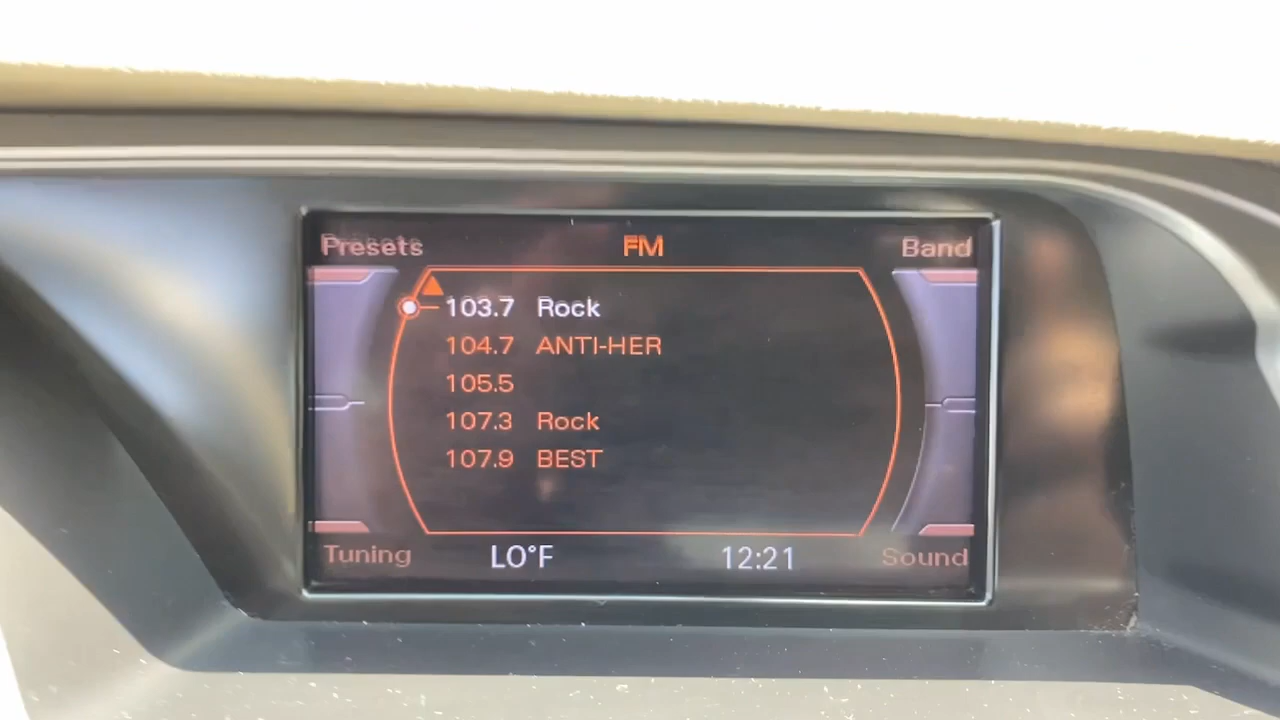 Presets FM Band
103.7 Rock
104.7 ANTI-HER
105.5
107.3 Rock
107.9 BEST
Tuning LO°F 12:21 Sound